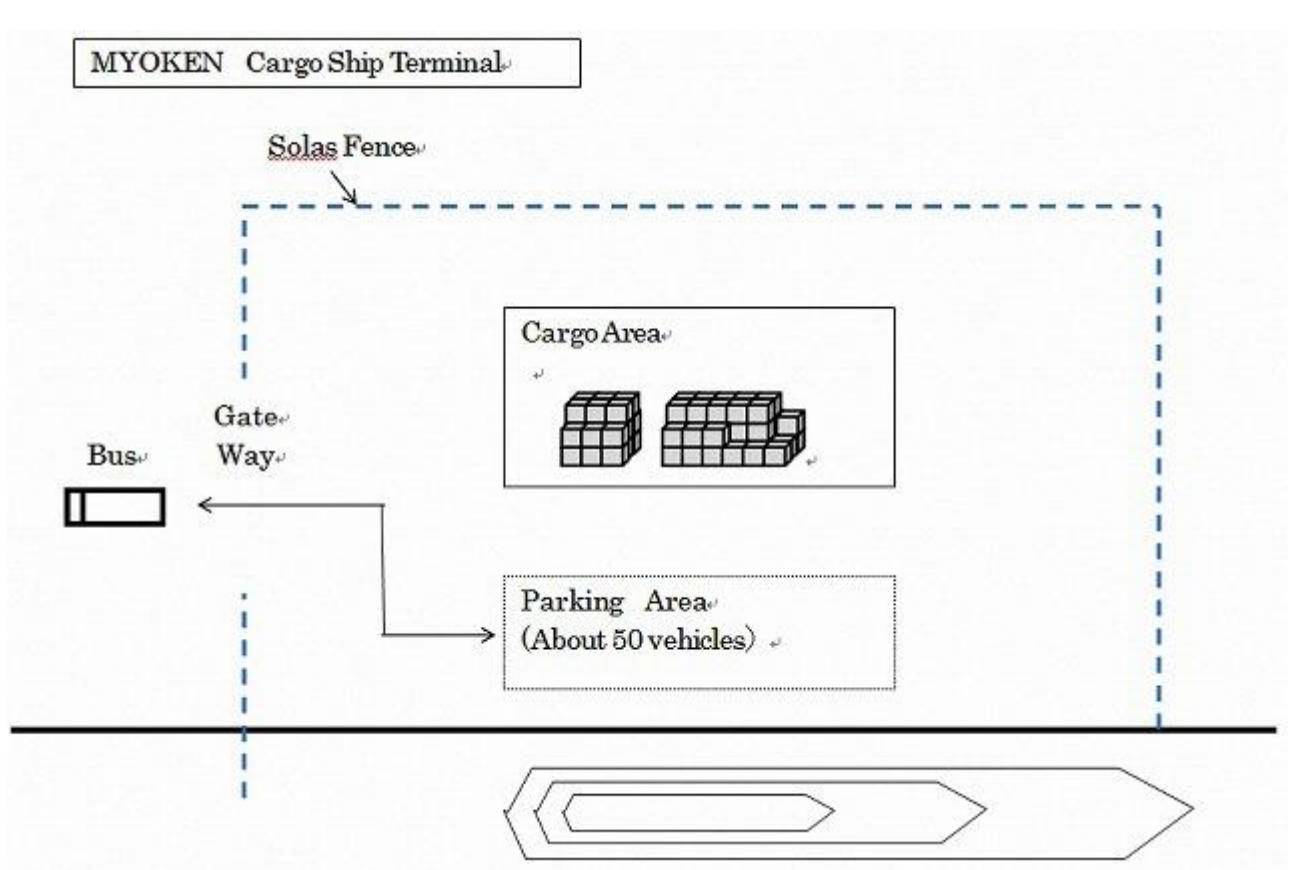 MYOKEN Cargo Ship Terminal
Solas Fence
Cargo Area
Gate
Way
Bus
Parking Area
(About 50 vehicles)